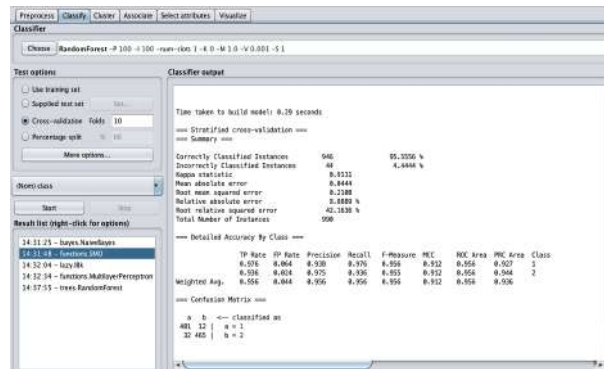 Preprocess Classify Cluster Associate Select attributes Visualize
Classifier
Choose RandomForest -P 100 -I 100 -num-slots 1 -K 0 -M 1.0 -V 0.001 -S 1
Test options
Use training set
Supplied test set Set...
Cross-validation Folds 10
Percentage split % 66
More options...
(Nom) class
Start Stop
Result list (right-click for options)
14:31:25 - bayes.NaiveBayes
14:31:48 - functions.SMO
14:32:04 - lazy.IBk
14:32:34 - functions.MultilayerPerceptron
14:37:55 - trees.RandomForest
Classifier output
Time taken to build model: 0.29 seconds
=== Stratified cross-validation ===
=== Summary ===
Correctly Classified Instances 946 95.5556 %
Incorrectly Classified Instances 44 4.4444 %
Kappa statistic 0.9111
Mean absolute error 0.0444
Root mean squared error 0.2108
Relative absolute error 8.8889 %
Root relative squared error 42.1636 %
Total Number of Instances 990
=== Detailed Accuracy By Class ===
TP Rate FP Rate Precision Recall F-Measure MCC ROC Area PRC Area Class
0.976 0.064 0.938 0.976 0.956 0.912 0.956 0.927 1
0.936 0.024 0.975 0.936 0.955 0.912 0.956 0.944 2
Weighted Avg. 0.956 0.044 0.956 0.956 0.956 0.912 0.956 0.936
=== Confusion Matrix ===
a b <-- classified as
481 12 | a = 1
32 465 | b = 2